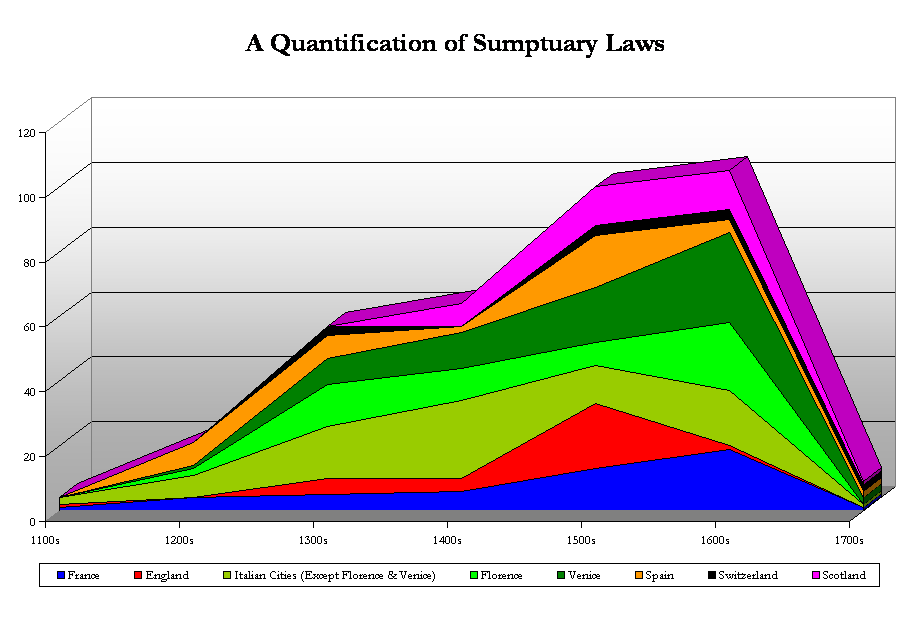 A Quantification of Sumptuary Laws
120
100
80
60
40
20
0
1100s 1200s 1300s 1400s 1500s 1600s 1700s
France England Italian Cities (Except Florence & Venice) Florence Venice Spain Switzerland Scotland